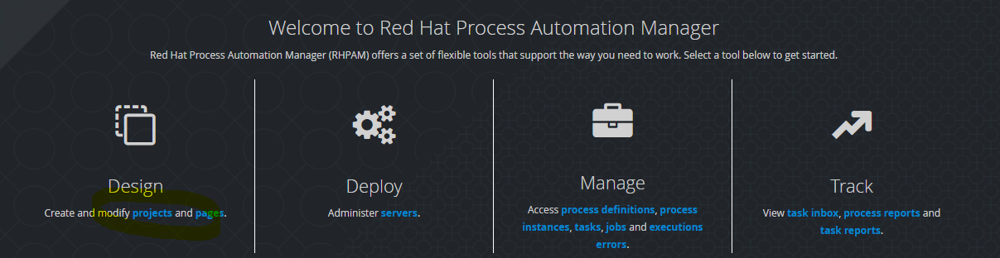 Welcome to Red Hat Process Automation Manager
Red Hat Process Automation Manager (RHPAM) offers a set of flexible tools that support the way you need to work. Select a tool below to get started.
Design
Create and modify projects and pages.
Deploy
Administer servers.
Manage
Access process definitions, process
instances, tasks, jobs and executions
errors.
Track
View task inbox, process reports and
task reports.